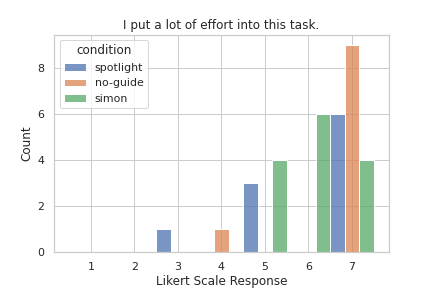 I put a lot of effort into this task.
condition
spotlight
no-guide
simon
Count
8
6
4
2
0
1 2 3 4 5 6 7
Likert Scale Response